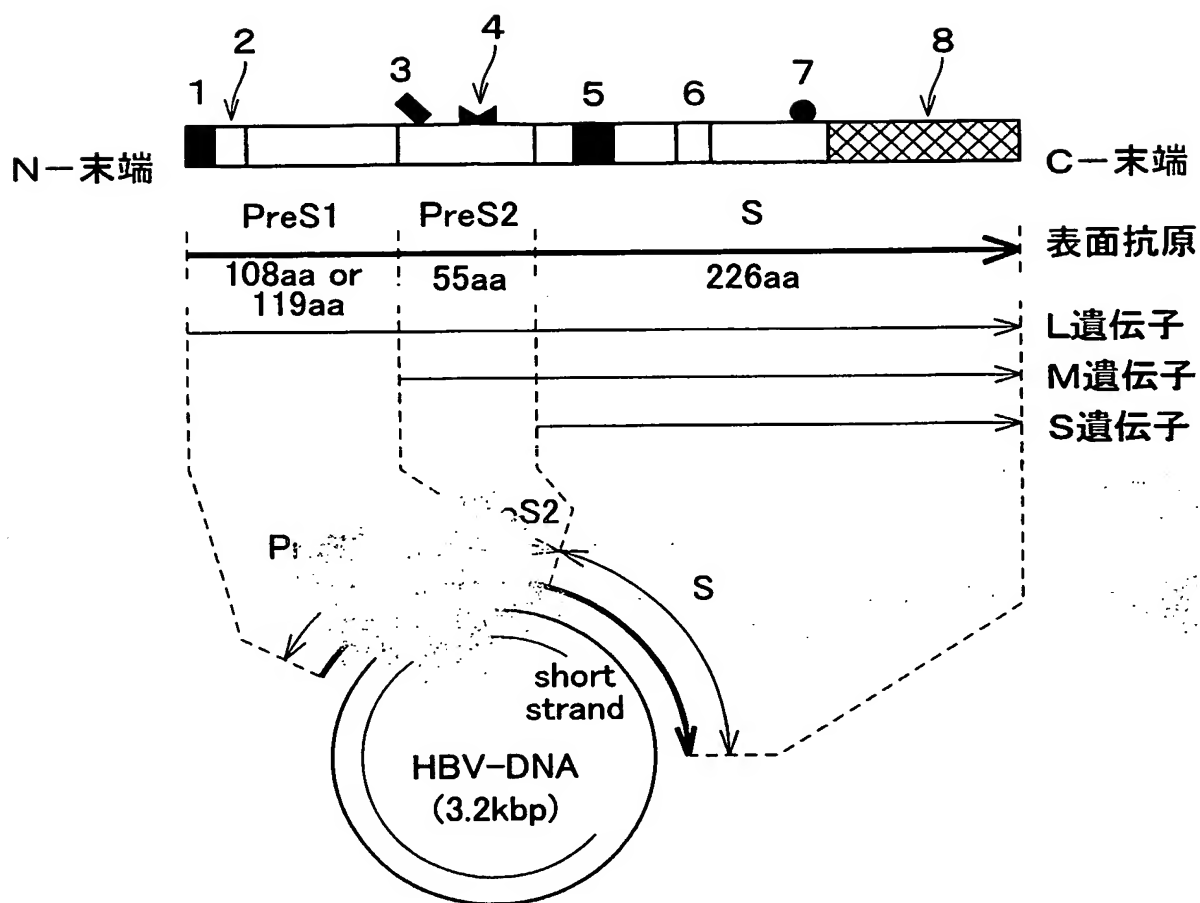 1 2 3 4 5 6 7 8
N-末端 C-末端
PreS1 PreS2 S
表面抗原
108aa or
119aa
55aa 226aa
L遺伝子
M遺伝子
S遺伝子
S
short
strand
HBV-DNA
(3.2kbp)